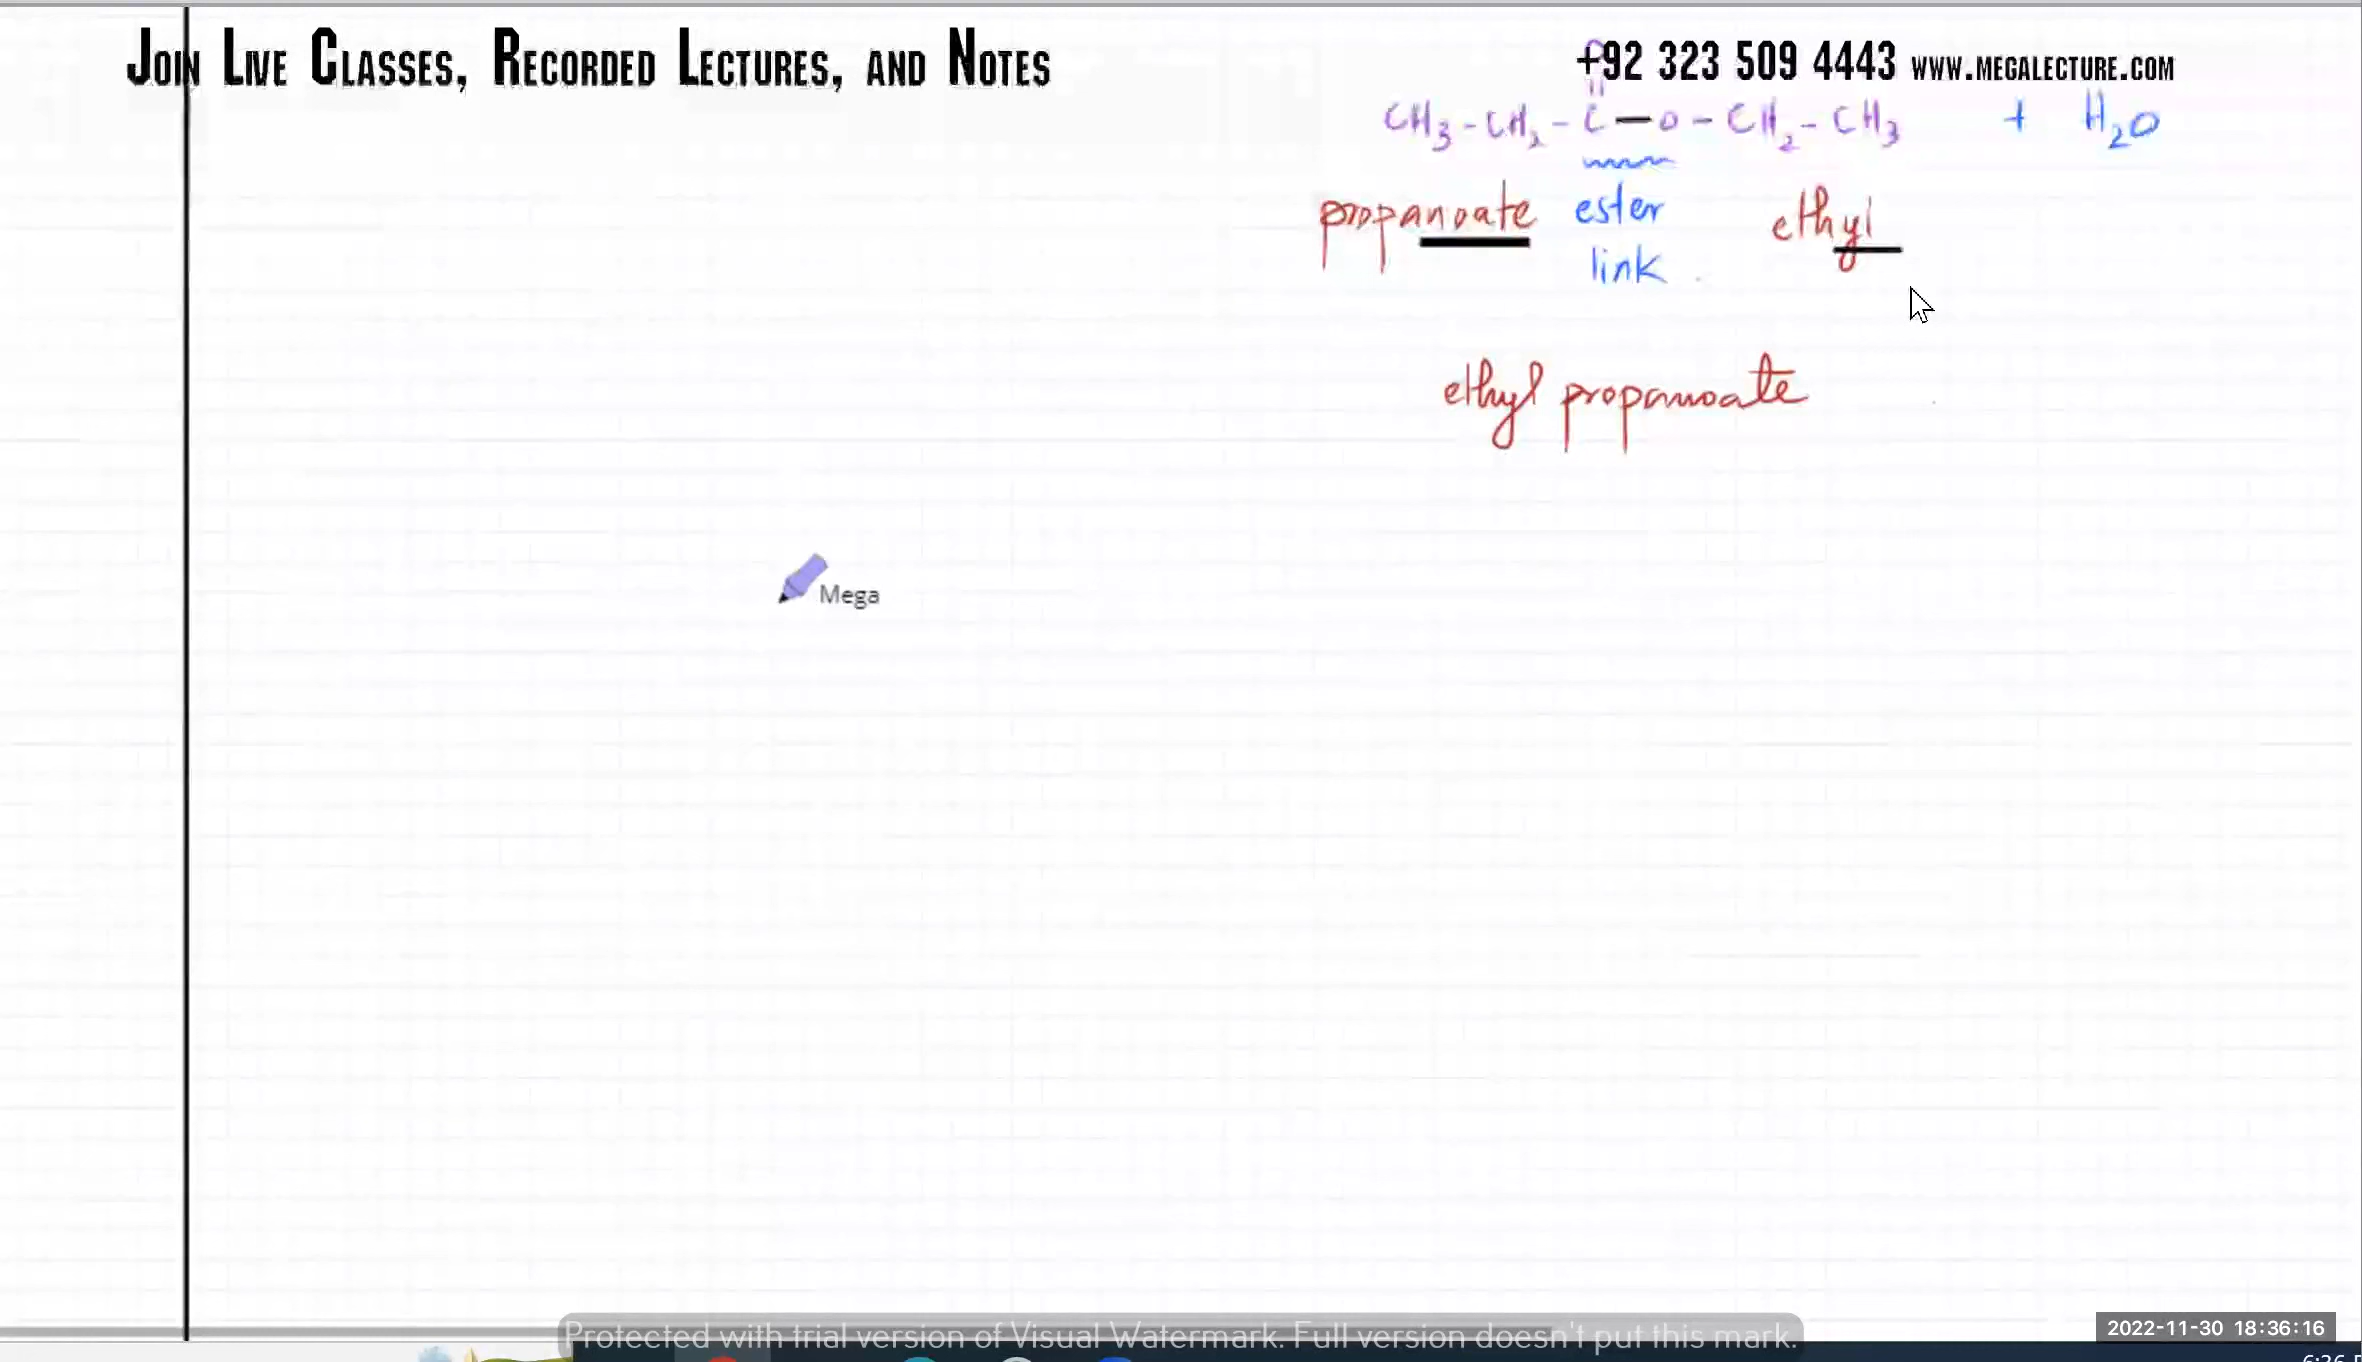 JOIN LIVE CLASSES, RECORDED LECTURES, AND NOTES
+92 323 509 4443 WWW.MEGALECTURE.COM
O
||
CH3 - CH2 - C — O - CH2 - CH3 + H2O
propanoate ester ethyl
link
ethyl propanoate
Mega
Protected with trial version of Visual Watermark. Full version doesn't put this mark.
2022-11-30 18:36:16